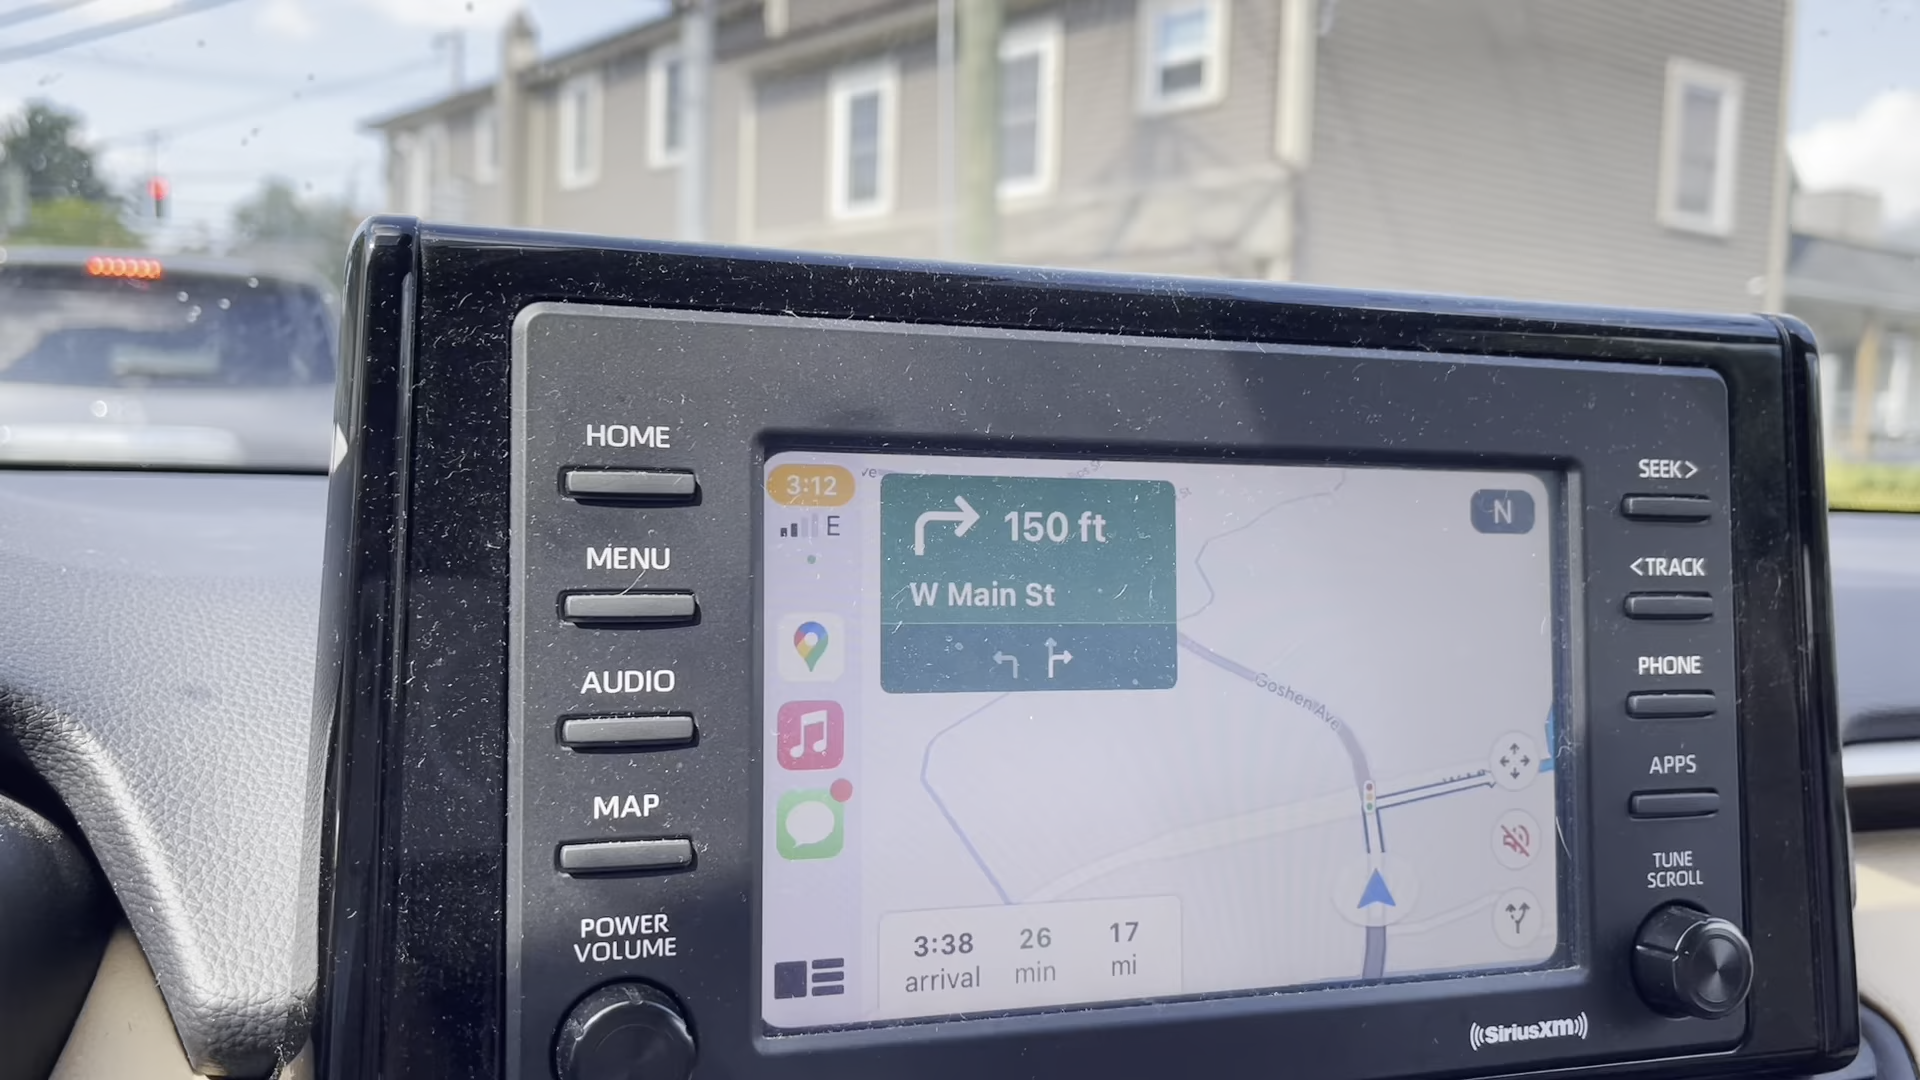 HOME
MENU
AUDIO
MAP
POWER
VOLUME
3:12
E
150 ft
W Main St
N
Goshen Ave
3:38
26
17
arrival
min
mi
SEEK>
<TRACK
PHONE
APPS
TUNE
SCROLL
((SiriusXM))